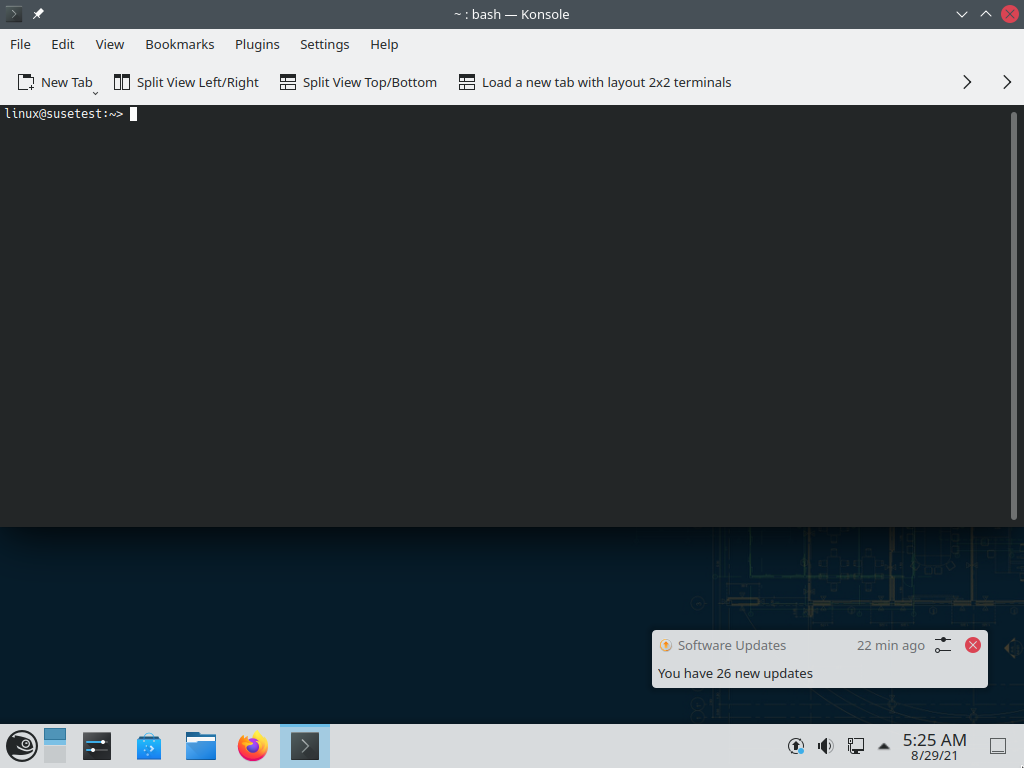 ~ : bash — Konsole
File Edit View Bookmarks Plugins Settings Help
New Tab Split View Left/Right Split View Top/Bottom Load a new tab with layout 2x2 terminals
linux@susetest:~>
Software Updates 22 min ago
You have 26 new updates
5:25 AM
8/29/21